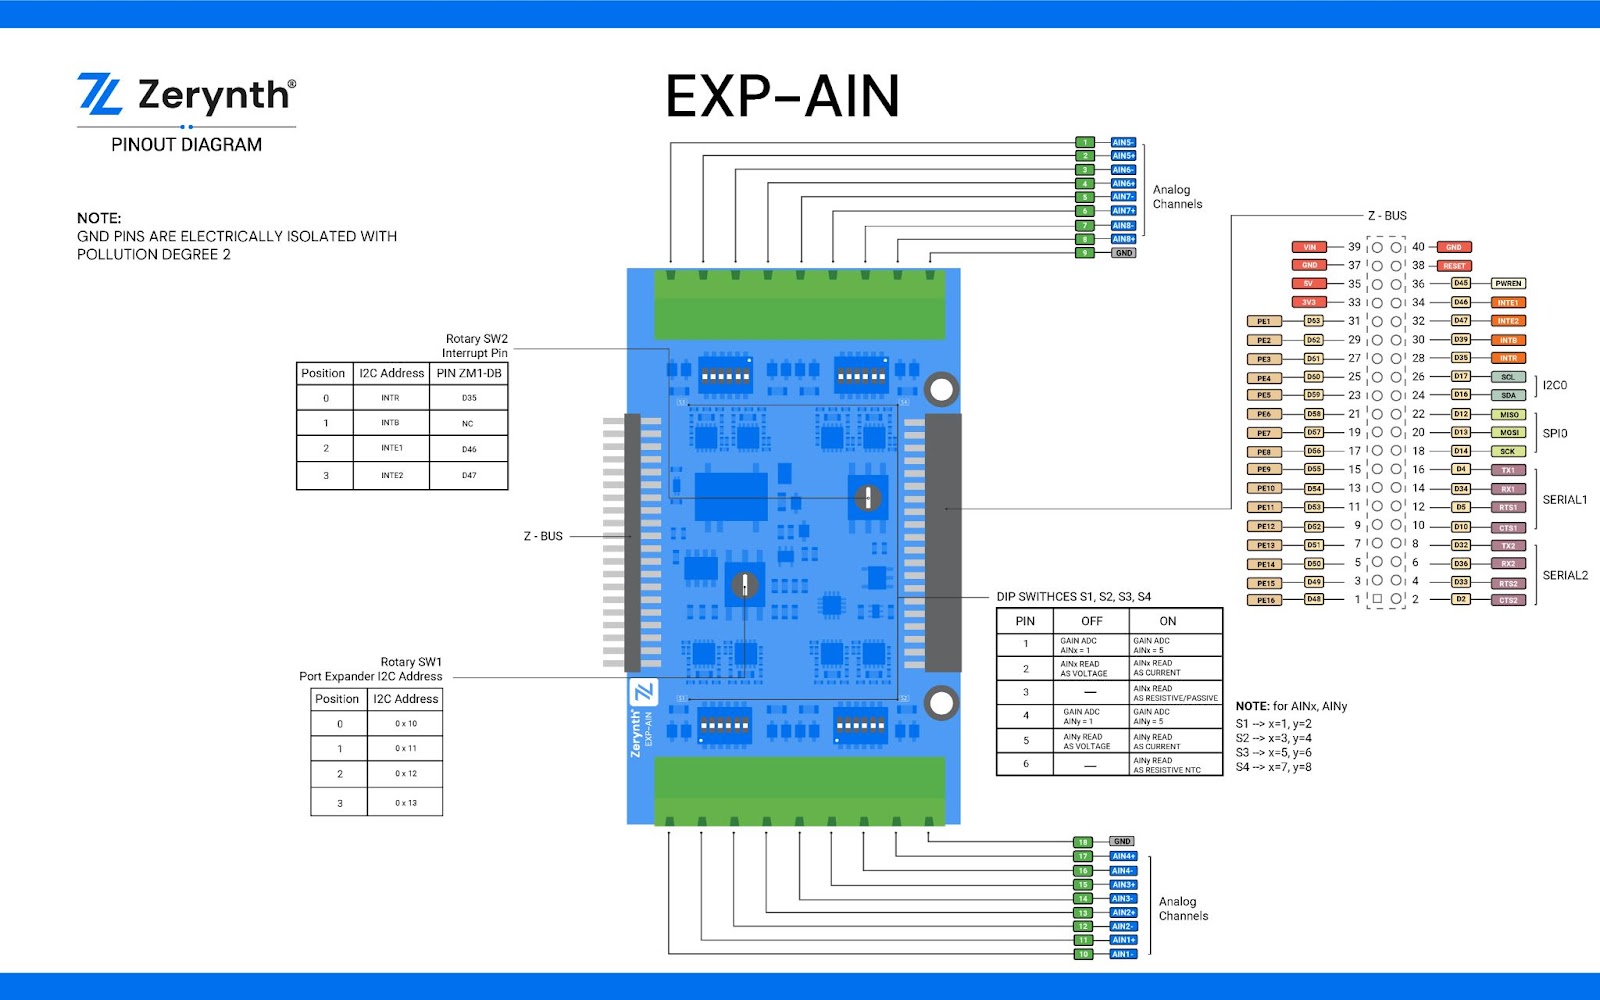 Zerynth®
PINOUT DIAGRAM
EXP-AIN
NOTE:
GND PINS ARE ELECTRICALLY ISOLATED WITH
POLLUTION DEGREE 2
1 AIN5-
2 AIN5+
3 AIN6-
4 AIN6+
5 AIN7-
6 AIN7+
7 AIN8-
8 AIN8+
9 GND
Analog
Channels
Rotary SW2
Interrupt Pin
Position I2C Address PIN ZM1-DB
0 INTR D35
1 INTB NC
2 INTE1 D46
3 INTE2 D47
Z - BUS
Rotary SW1
Port Expander I2C Address
Position I2C Address
0 0 x 10
1 0 x 11
2 0 x 12
3 0 x 13
S3
S4
S1
S2
Zerynth®
EXP-AIN
Z - BUS
VIN 39 40 GND
GND 37 38 RESET
5V 35 36 D45 PWREN
3V3 33 34 D46 INTE1
PE1 D63 31 32 D47 INTE2
PE2 D62 29 30 D39 INTB
PE3 D61 27 28 D35 INTR
PE4 D60 25 26 D17 SCL
PE5 D59 23 24 D16 SDA
I2C0
PE6 D58 21 22 D12 MISO
PE7 D57 19 20 D13 MOSI
PE8 D56 17 18 D14 SCK
SPI0
PE9 D55 15 16 D4 TX1
PE10 D54 13 14 D34 RX1
PE11 D53 11 12 D5 RTS1
PE12 D52 9 10 D10 CTS1
SERIAL1
PE13 D51 7 8 D32 TX2
PE14 D50 5 6 D36 RX2
PE15 D49 3 4 D33 RTS2
PE16 D48 1 2 D2 CTS2
SERIAL2
DIP SWITHCES S1, S2, S3, S4
PIN OFF ON
1 GAIN ADC AINx = 1 GAIN ADC AINx = 5
2 AINx READ AS VOLTAGE AINx READ AS CURRENT
3 — AINx READ AS RESISTIVE/PASSIVE
4 GAIN ADC AINy = 1 GAIN ADC AINy = 5
5 AINy READ AS VOLTAGE AINy READ AS CURRENT
6 — AINy READ AS RESISTIVE NTC
NOTE: for AINx, AINy
S1 --> x=1, y=2
S2 --> x=3, y=4
S3 --> x=5, y=6
S4 --> x=7, y=8
18 GND
17 AIN4+
16 AIN4-
15 AIN3+
14 AIN3-
13 AIN2+
12 AIN2-
11 AIN1+
10 AIN1-
Analog
Channels